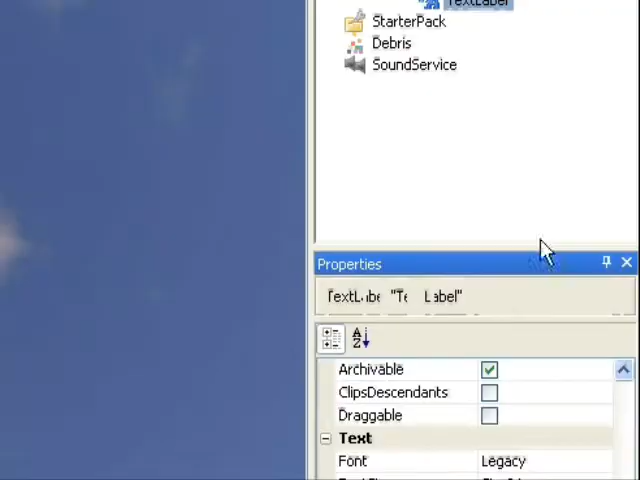 TextLabel
StarterPack
Debris
SoundService
Properties
Archivable
ClipsDescendants
Draggable
Text
Font Legacy